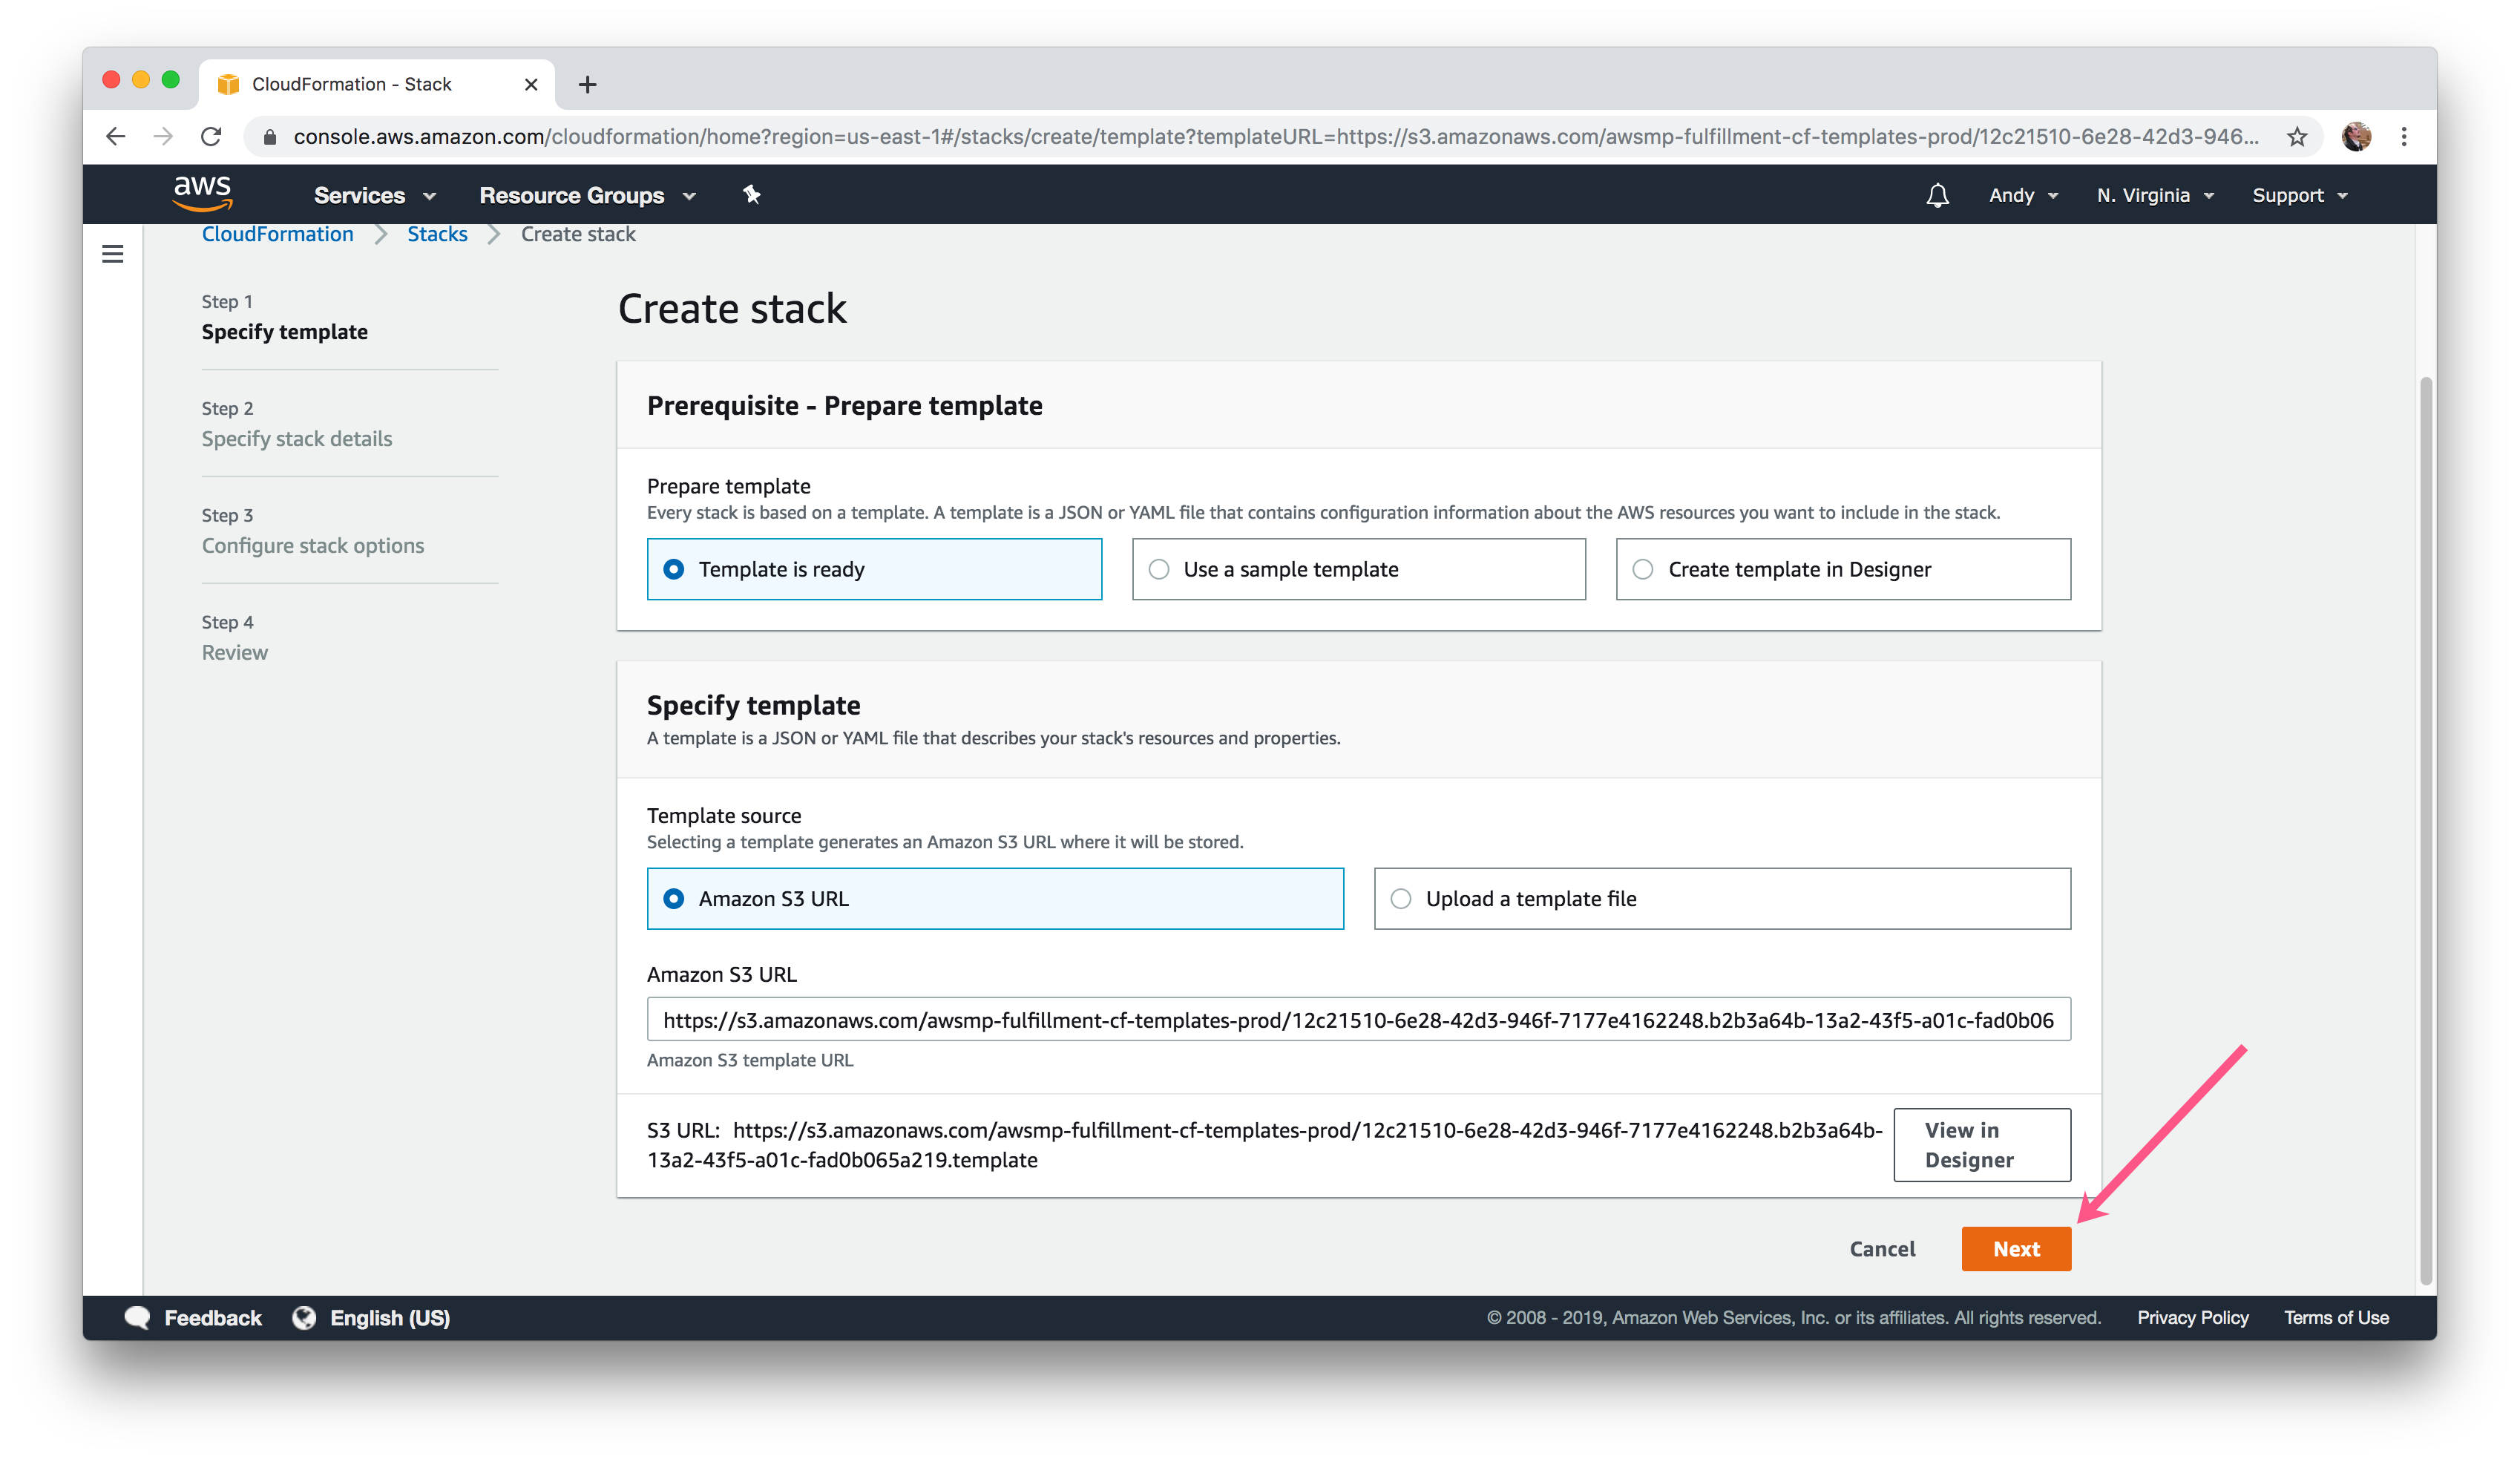 CloudFormation - Stack
console.aws.amazon.com/cloudformation/home?region=us-east-1#/stacks/create/template?templateURL=https://s3.amazonaws.com/awsmp-fulfillment-cf-templates-prod/12c21510-6e28-42d3-946...
aws Services Resource Groups Andy N. Virginia Support
CloudFormation Stacks Create stack
Step 1
Specify template
Step 2
Specify stack details
Step 3
Configure stack options
Step 4
Review
Create stack
Prerequisite - Prepare template
Prepare template
Every stack is based on a template. A template is a JSON or YAML file that contains configuration information about the AWS resources you want to include in the stack.
Template is ready Use a sample template Create template in Designer
Specify template
A template is a JSON or YAML file that describes your stack's resources and properties.
Template source
Selecting a template generates an Amazon S3 URL where it will be stored.
Amazon S3 URL Upload a template file
Amazon S3 URL
https://s3.amazonaws.com/awsmp-fulfillment-cf-templates-prod/12c21510-6e28-42d3-946f-7177e4162248.b2b3a64b-13a2-43f5-a01c-fad0b06
Amazon S3 template URL
S3 URL: https://s3.amazonaws.com/awsmp-fulfillment-cf-templates-prod/12c21510-6e28-42d3-946f-7177e4162248.b2b3a64b-
13a2-43f5-a01c-fad0b065a219.template
View in
Designer
Cancel Next
Feedback English (US) © 2008 - 2019, Amazon Web Services, Inc. or its affiliates. All rights reserved. Privacy Policy Terms of Use